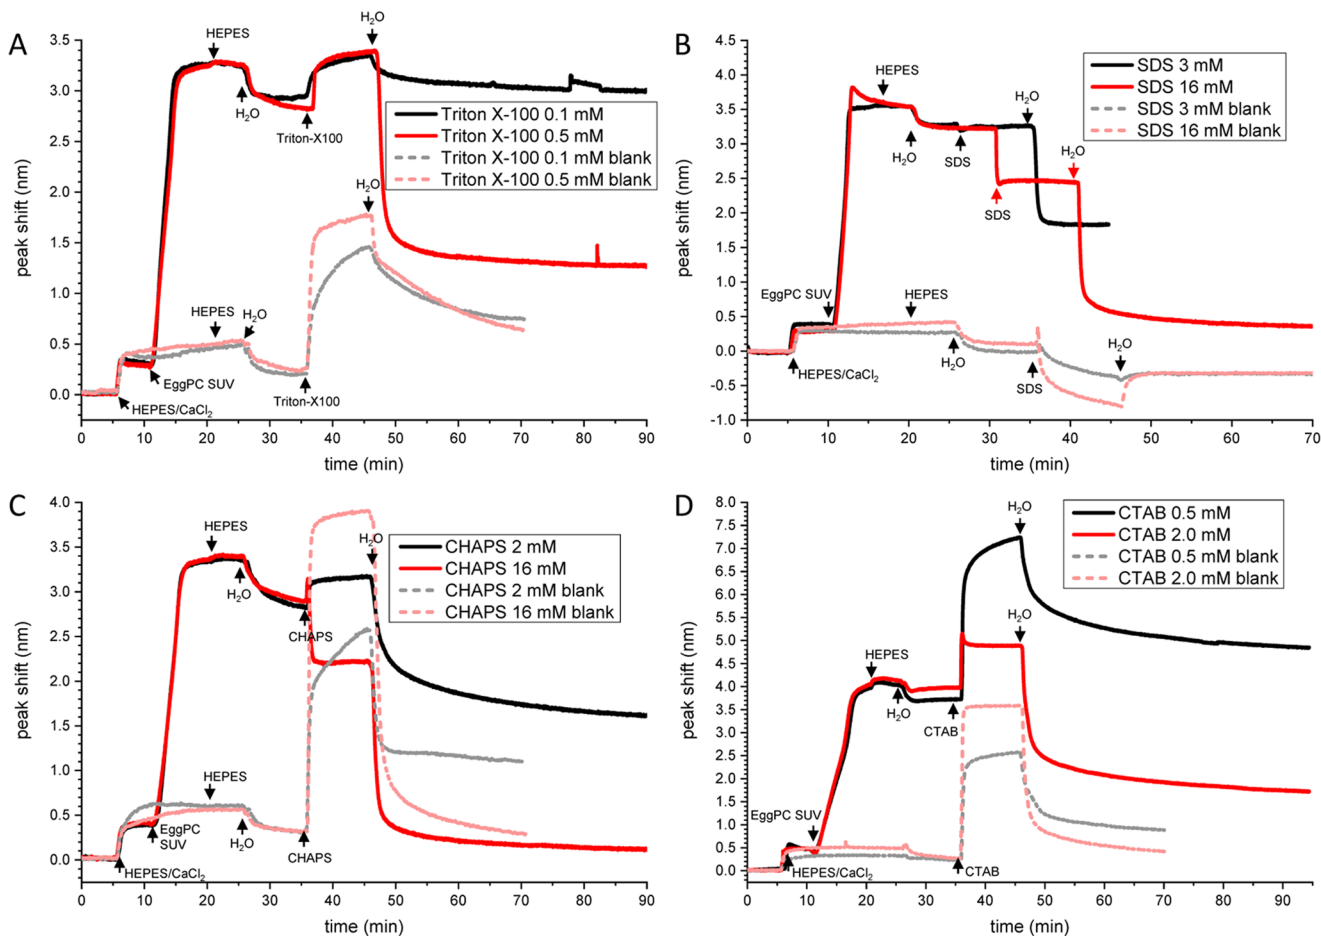 A
HEPES
H₂O
H₂O
Triton-X100
Triton X-100 0.1 mM
Triton X-100 0.5 mM
Triton X-100 0.1 mM blank
Triton X-100 0.5 mM blank
H₂O
HEPES
H₂O
EggPC SUV
HEPES/CaCl₂
Triton-X100
peak shift (nm)
3.5
3.0
2.5
2.0
1.5
1.0
0.5
0.0
0 10 20 30 40 50 60 70 80 90
time (min)
B
SDS 3 mM
SDS 16 mM
SDS 3 mM blank
SDS 16 mM blank
HEPES
H₂O
H₂O
SDS
H₂O
SDS
EggPC SUV
HEPES
HEPES/CaCl₂
H₂O
SDS
H₂O
peak shift (nm)
4.5
4.0
3.5
3.0
2.5
2.0
1.5
1.0
0.5
0.0
-0.5
-1.0
0 10 20 30 40 50 60 70
time (min)
C
HEPES
H₂O
H₂O
CHAPS
CHAPS 2 mM
CHAPS 16 mM
CHAPS 2 mM blank
CHAPS 16 mM blank
HEPES
EggPC
SUV
H₂O
CHAPS
HEPES/CaCl₂
peak shift (nm)
4.0
3.5
3.0
2.5
2.0
1.5
1.0
0.5
0.0
0 10 20 30 40 50 60 70 80 90
time (min)
D
H₂O
CTAB 0.5 mM
CTAB 2.0 mM
CTAB 0.5 mM blank
CTAB 2.0 mM blank
HEPES
H₂O
CTAB
H₂O
EggPC SUV
HEPES/CaCl₂
CTAB
peak shift (nm)
8.0
7.5
7.0
6.5
6.0
5.5
5.0
4.5
4.0
3.5
3.0
2.5
2.0
1.5
1.0
0.5
0.0
0 10 20 30 40 50 60 70 80 90
time (min)